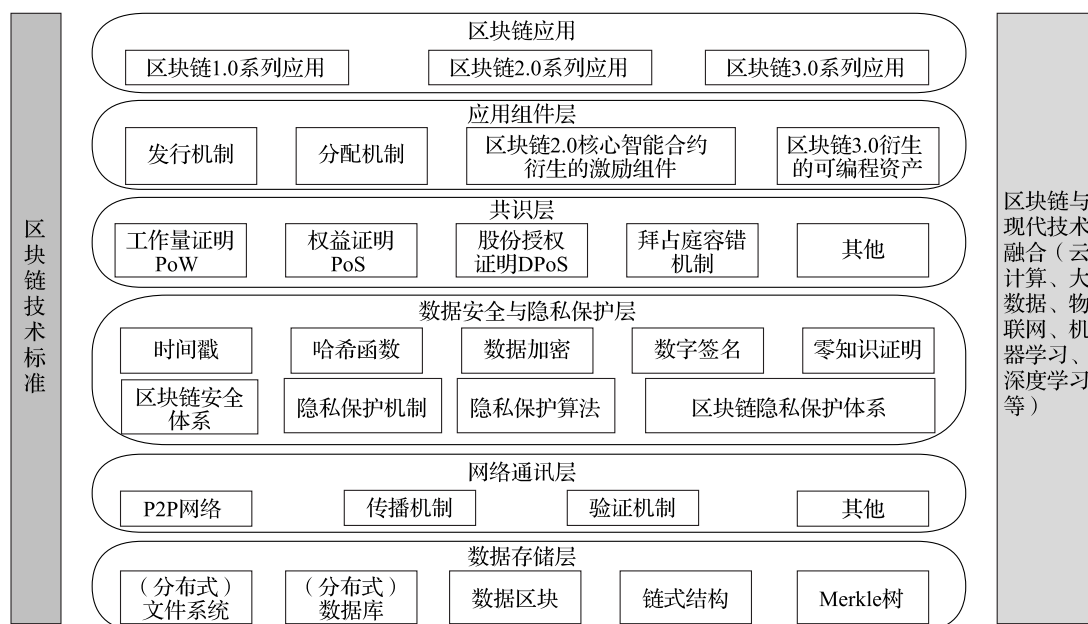 区块链技术标准
区块链应用
区块链1.0系列应用
区块链2.0系列应用
区块链3.0系列应用
应用组件层
发行机制
分配机制
区块链2.0核心智能合约
衍生的激励组件
区块链3.0衍生
的可编程资产
共识层
工作量证明
PoW
权益证明
PoS
股份授权
证明DPoS
拜占庭容错
机制
其他
数据安全与隐私保护层
时间戳
哈希函数
数据加密
数字签名
零知识证明
区块链安全
体系
隐私保护机制
隐私保护算法
区块链隐私保护体系
网络通讯层
P2P网络
传播机制
验证机制
其他
数据存储层
（分布式）
文件系统
（分布式）
数据库
数据区块
链式结构
Merkle树
区块链与
现代技术
融合（云
计算、大
数据、物
联网、机
器学习、
深度学习
等）